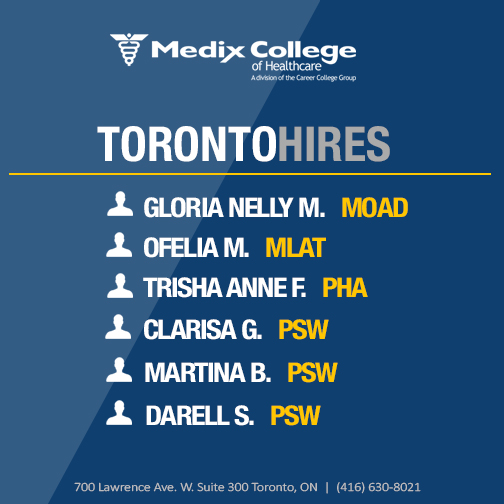 Medix College
of Healthcare
A division of the Career College Group
TORONTOHIRES
GLORIA NELLY M. MOAD
OFELIA M. MLAT
TRISHA ANNE F. PHA
CLARISA G. PSW
MARTINA B. PSW
DARELL S. PSW
700 Lawrence Ave. W. Suite 300 Toronto, ON | (416) 630-8021